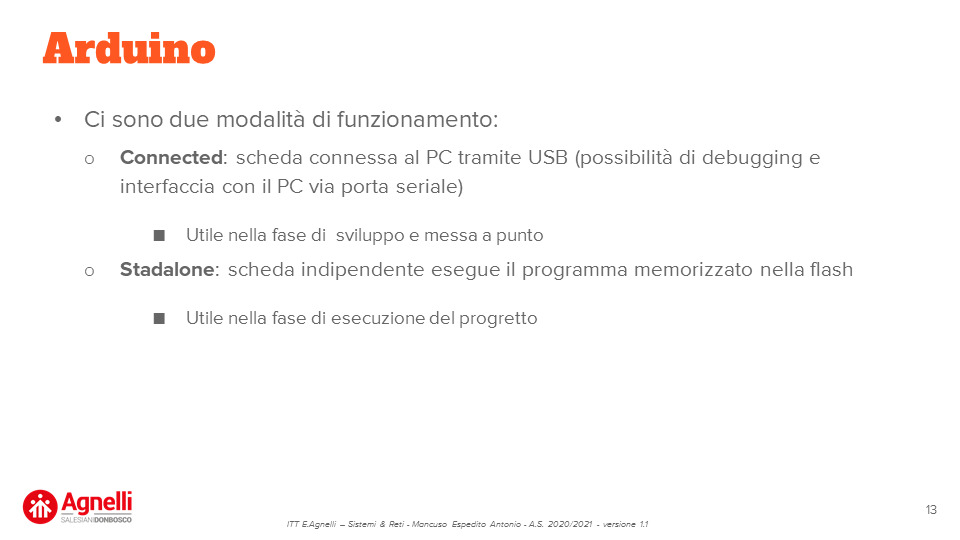 Arduino
• Ci sono due modalità di funzionamento:
o Connected: scheda connessa al PC tramite USB (possibilità di debugging e
interfaccia con il PC via porta seriale)
■ Utile nella fase di sviluppo e messa a punto
o Stadalone: scheda indipendente esegue il programma memorizzato nella flash
■ Utile nella fase di esecuzione del progretto
Agnelli
SALESIANI DONBOSCO
ITT E.Agnelli – Sistemi & Reti - Mancuso Espedito Antonio - A.S. 2020/2021 - versione 1.1
13